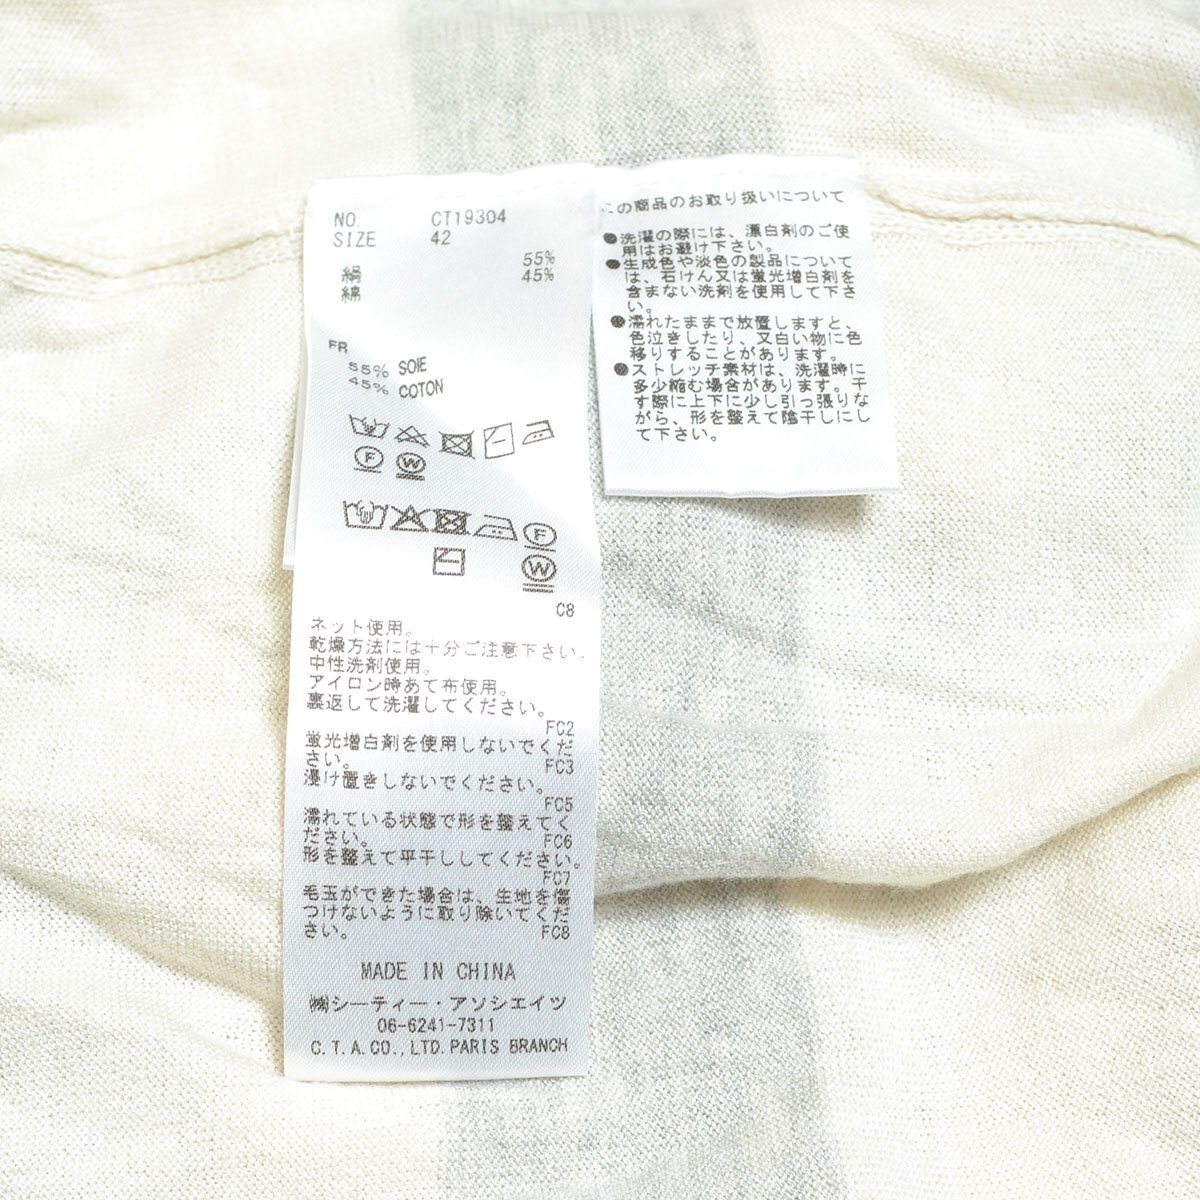 NO CT19304
SIZE 42
絹 55%
綿 45%
FR
55% SOIE
45% COTON
F
W
F
W
C8
ネット使用。
乾燥方法には十分ご注意下さい。
中性洗剤使用。
アイロン時あて布使用。
裏返して洗濯してください。
FC2
蛍光増白剤を使用しないでくだ
さい。 FC3
浸け置きしないでください。
FC5
濡れている状態で形を整えてく
ださい。 FC6
形を整えて平干ししてください。
FC7
毛玉ができた場合は、生地を傷
つけないように取り除いてくだ
さい。 FC8
MADE IN CHINA
㈱シーティー・アソシエイツ
06-6241-7311
C.T.A.CO.,LTD.PARIS BRANCH
この商品のお取り扱いについて
●洗濯の際には、漂白剤のご使
用はお避け下さい。
●生成色や淡色の製品について
は、石けん又は蛍光増白剤を
含まない洗剤を使用して下さ
い。
●濡れたままで放置しますと、
色泣きしたり、又白い物に色
移りすることがあります。
●ストレッチ素材は、洗濯時に
多少縮む場合があります。干
す際に上下に少し引っ張りな
がら、形を整えて陰干しにし
て下さい。